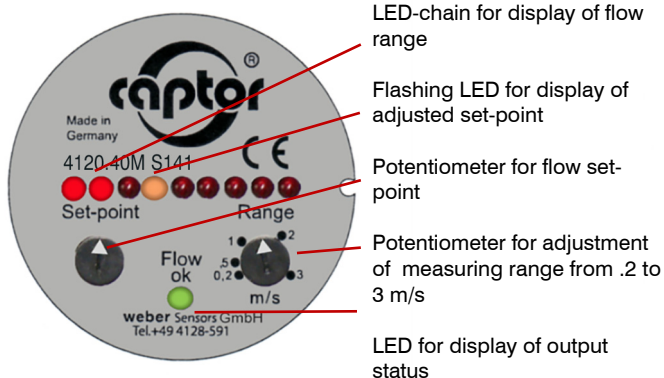 LED-chain for display of flow
range
Flashing LED for display of
adjusted set-point
Potentiometer for flow set-
point
Potentiometer for adjustment
of measuring range from .2 to
3 m/s
LED for display of output
status
captor ®
Made in
Germany
CE
4120.40M S141
Set-point
Range
1
2
,5
0,2
3
Flow
ok
m/s
weber Sensors GmbH
Tel.+49 4128-591